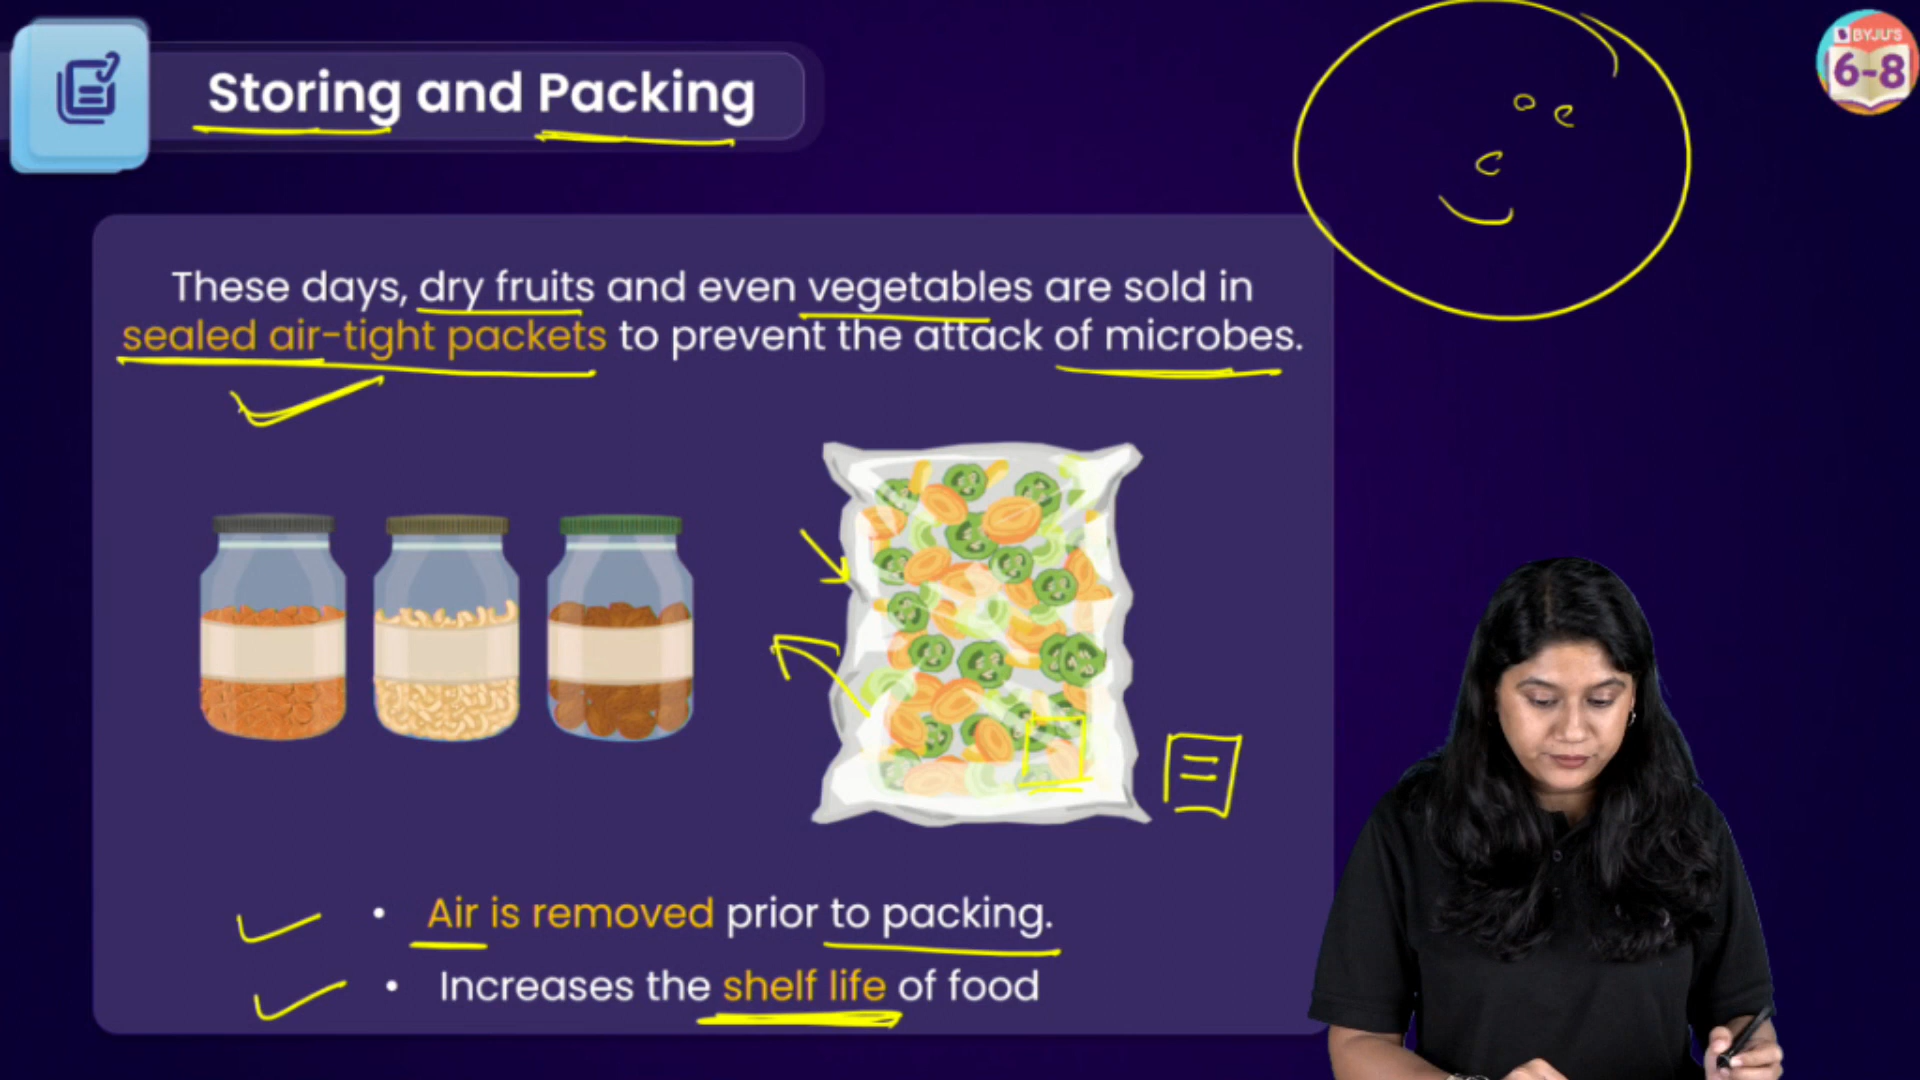 Storing and Packing
BYJU'S
6-8
These days, dry fruits and even vegetables are sold in
sealed air-tight packets to prevent the attack of microbes.
• Air is removed prior to packing.
• Increases the shelf life of food